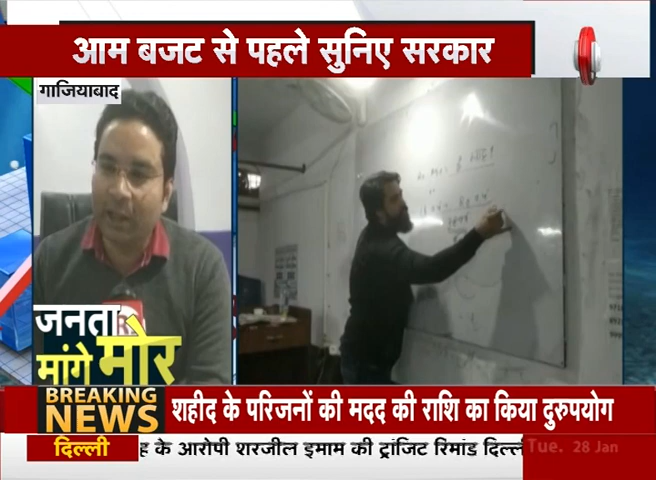 आम बजट से पहले सुनिए सरकार
गाजियाबाद
जनता
मांगे मोर
BREAKING
NEWS
शहीद के परिजनों की मदद की राशि का किया दुरुपयोग
दिल्ली
ह के आरोपी शरजील इमाम की ट्रांजिट रिमांड दिल्ली
Tue. 28 Jan